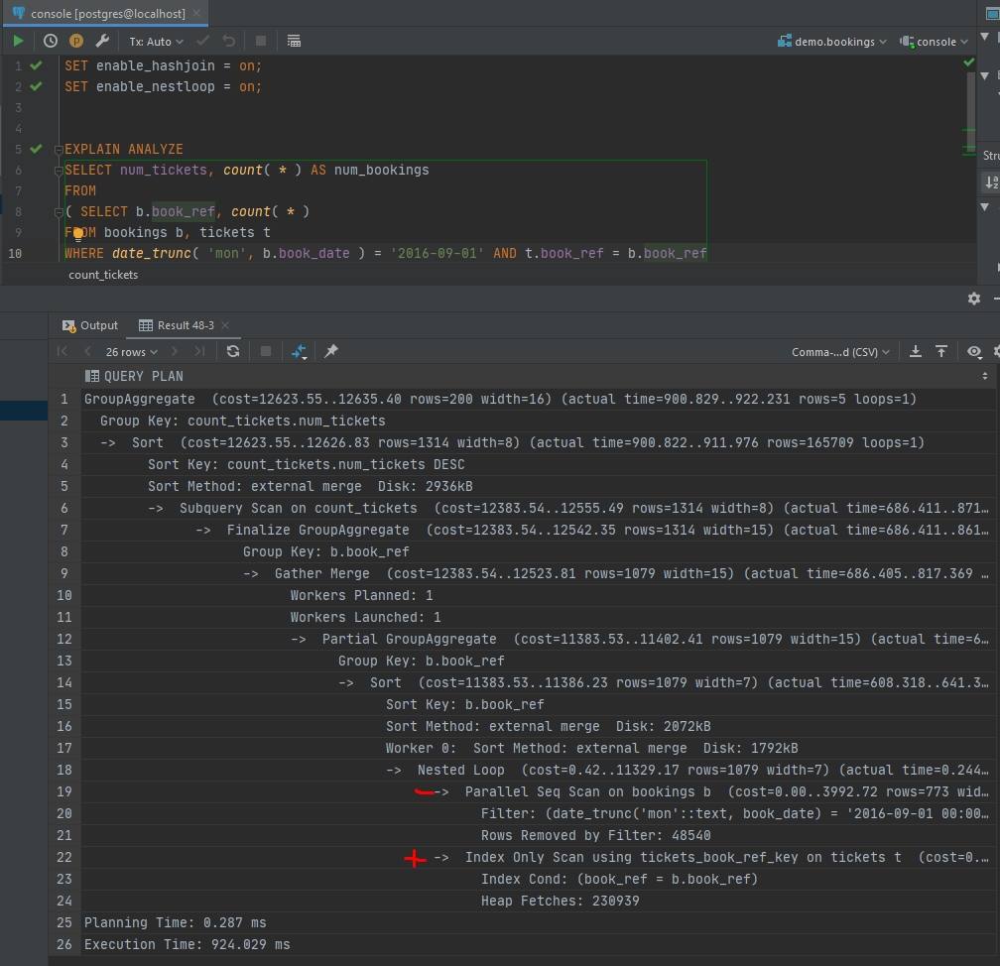 console [postgres@localhost]
Tx: Auto
demo.bookings
console
1 SET enable_hashjoin = on;
2 SET enable_nestloop = on;
3
4
5 EXPLAIN ANALYZE
6 SELECT num_tickets, count( * ) AS num_bookings
7 FROM
8 ( SELECT b.book_ref, count( * )
9 FROM bookings b, tickets t
10 WHERE date_trunc( 'mon', b.book_date ) = '2016-09-01' AND t.book_ref = b.book_ref
Stru
count_tickets
Output
Result 48-3
26 rows
Comma-...d (CSV)
QUERY PLAN
1 GroupAggregate (cost=12623.55..12635.40 rows=200 width=16) (actual time=900.829..922.231 rows=5 loops=1)
2 Group Key: count_tickets.num_tickets
3 -> Sort (cost=12623.55..12626.83 rows=1314 width=8) (actual time=900.822..911.976 rows=165709 loops=1)
4 Sort Key: count_tickets.num_tickets DESC
5 Sort Method: external merge Disk: 2936kB
6 -> Subquery Scan on count_tickets (cost=12383.54..12555.49 rows=1314 width=8) (actual time=686.411..871…
7 -> Finalize GroupAggregate (cost=12383.54..12542.35 rows=1314 width=15) (actual time=686.411..861…
8 Group Key: b.book_ref
9 -> Gather Merge (cost=12383.54..12523.81 rows=1079 width=15) (actual time=686.405..817.369 …
10 Workers Planned: 1
11 Workers Launched: 1
12 -> Partial GroupAggregate (cost=11383.53..11402.41 rows=1079 width=15) (actual time=6…
13 Group Key: b.book_ref
14 -> Sort (cost=11383.53..11386.23 rows=1079 width=7) (actual time=608.318..641.3…
15 Sort Key: b.book_ref
16 Sort Method: external merge Disk: 2072kB
17 Worker 0: Sort Method: external merge Disk: 1792kB
18 -> Nested Loop (cost=0.42..11329.17 rows=1079 width=7) (actual time=0.244…
19 -> Parallel Seq Scan on bookings b (cost=0.00..3992.72 rows=773 wid…
20 Filter: (date_trunc('mon'::text, book_date) = '2016-09-01 00:00…
21 Rows Removed by Filter: 48540
22 -> Index Only Scan using tickets_book_ref_key on tickets t (cost=0.…
23 Index Cond: (book_ref = b.book_ref)
24 Heap Fetches: 230939
25 Planning Time: 0.287 ms
26 Execution Time: 924.029 ms